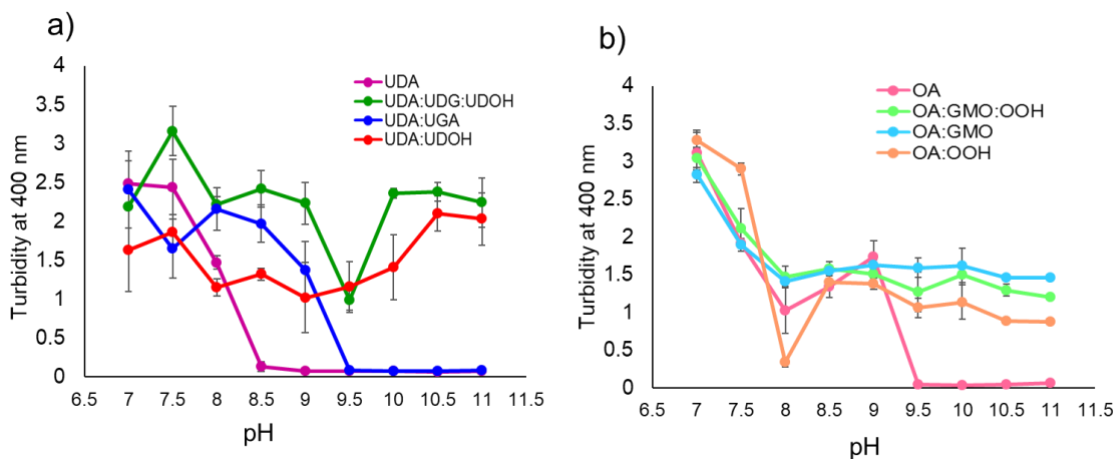 a)
Turbidity at 400 nm
4
3.5
3
2.5
2
1.5
1
0.5
0
6.5 7 7.5 8 8.5 9 9.5 10 10.5 11 11.5
pH
UDA
UDA:UDG:UDOH
UDA:UGA
UDA:UDOH
b)
Turbidity at 400 nm
4
3.5
3
2.5
2
1.5
1
0.5
0
6.5 7 7.5 8 8.5 9 9.5 10 10.5 11 11.5
pH
OA
OA:GMO:OOH
OA:GMO
OA:OOH